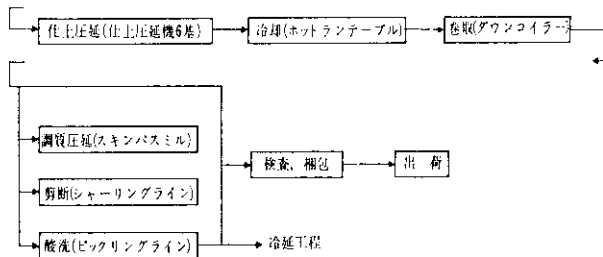 仕上圧延(仕上圧延機6基)
冷却(ホットランテーブル)
巻取(ダウンコイラー)
調質圧延(スキンパスミル)
検査、梱包
出荷
剪断(シャーリングライン)
酸洗(ピックリングライン)
冷延工程